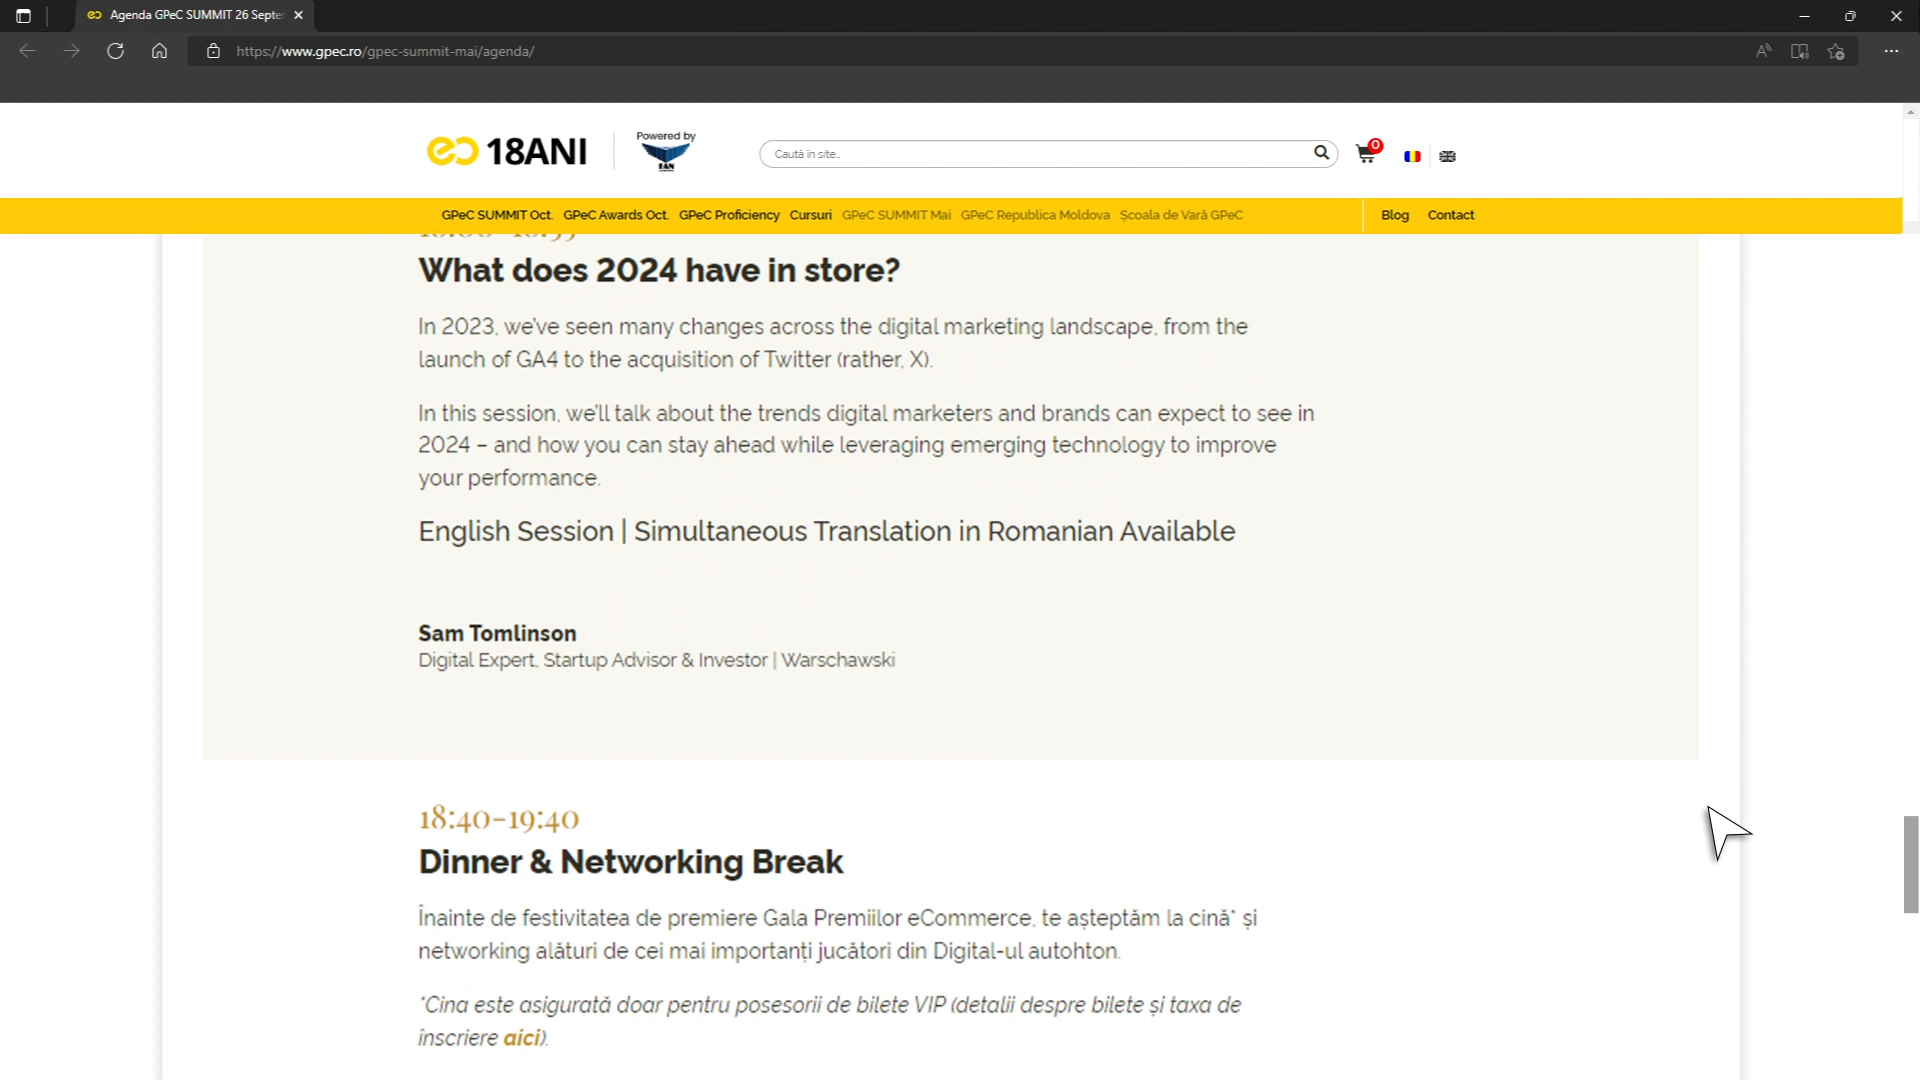 Agenda GPeC SUMMIT 26 Septe
https://www.gpec.ro/gpec-summit-mai/agenda/
18ANI
Powered by
FAN
Caută în site..
0
GPeC SUMMIT Oct. GPeC Awards Oct. GPeC Proficiency Cursuri GPeC SUMMIT Mai GPeC Republica Moldova Școala de Vară GPeC Blog Contact
What does 2024 have in store?
In 2023, we've seen many changes across the digital marketing landscape, from the
launch of GA4 to the acquisition of Twitter (rather, X).
In this session, we'll talk about the trends digital marketers and brands can expect to see in
2024 – and how you can stay ahead while leveraging emerging technology to improve
your performance.
English Session | Simultaneous Translation in Romanian Available
Sam Tomlinson
Digital Expert, Startup Advisor & Investor | Warschawski
18:40-19:40
Dinner & Networking Break
Înainte de festivitatea de premiere Gala Premiilor eCommerce, te așteptăm la cină* și
networking alături de cei mai importanți jucători din Digital-ul autohton.
*Cina este asigurată doar pentru posesorii de bilete VIP (detalii despre bilete și taxa de
înscriere aici).